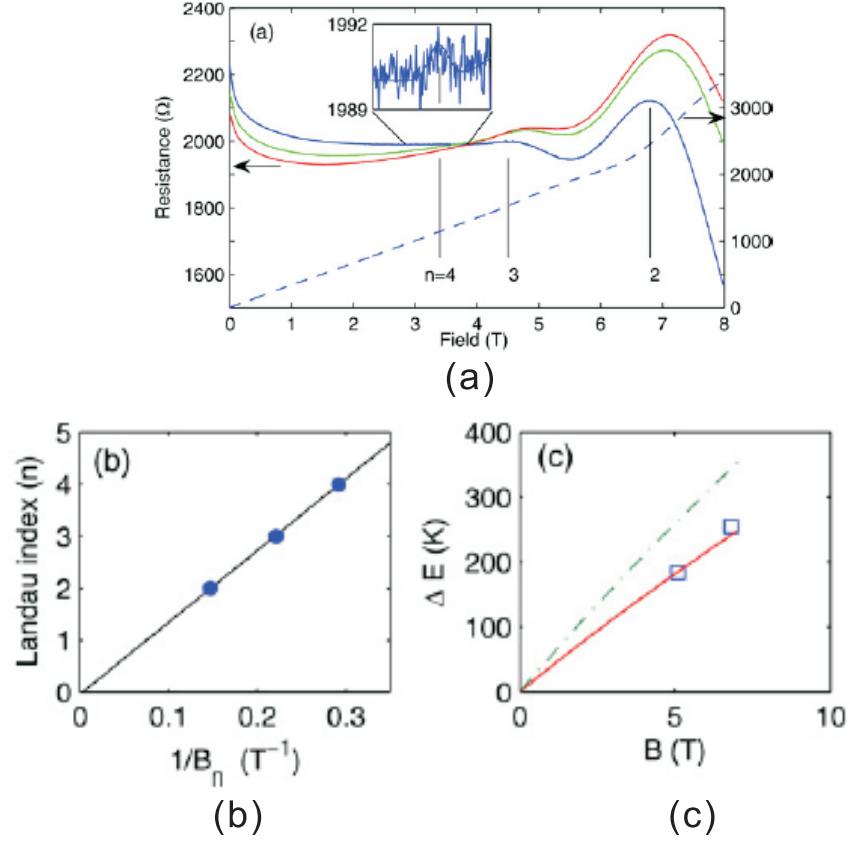 2400
2200
2000
1800
1600
Resistance (Ω)
(a)
1992
1989
3000
2000
1000
0
n=4
3
2
0 1 2 3 4 5 6 7 8
Field (T)
(a)
(b)
5
4
3
2
1
0
Landau index (n)
0 0.1 0.2 0.3
1/Bn (T⁻¹)
(b)
(c)
400
300
200
100
0
Δ E (K)
0 5 10
B (T)
(c)